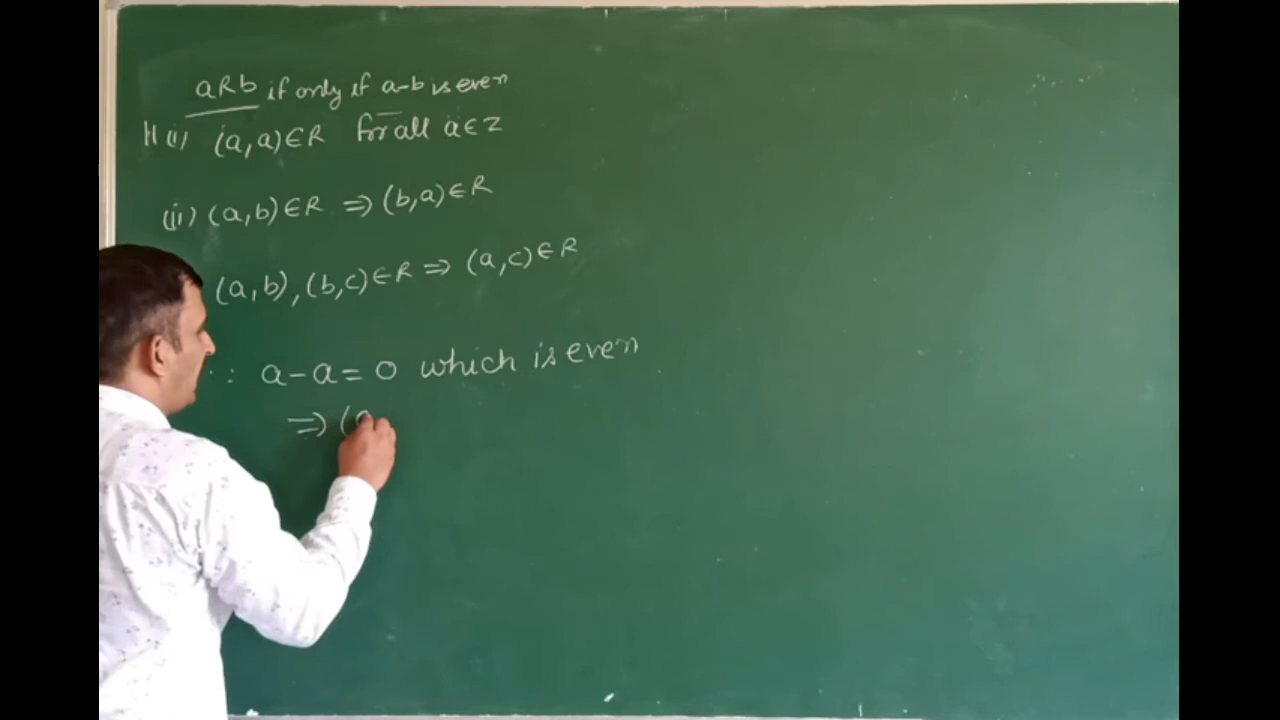 aRb if only if a-b is even
(i) (a,a)∈R for all a∈Z
(ii) (a,b)∈R ⇒ (b,a)∈R
(a,b),(b,c)∈R ⇒ (a,c)∈R
∵ a-a=0 which is even
⇒ (a